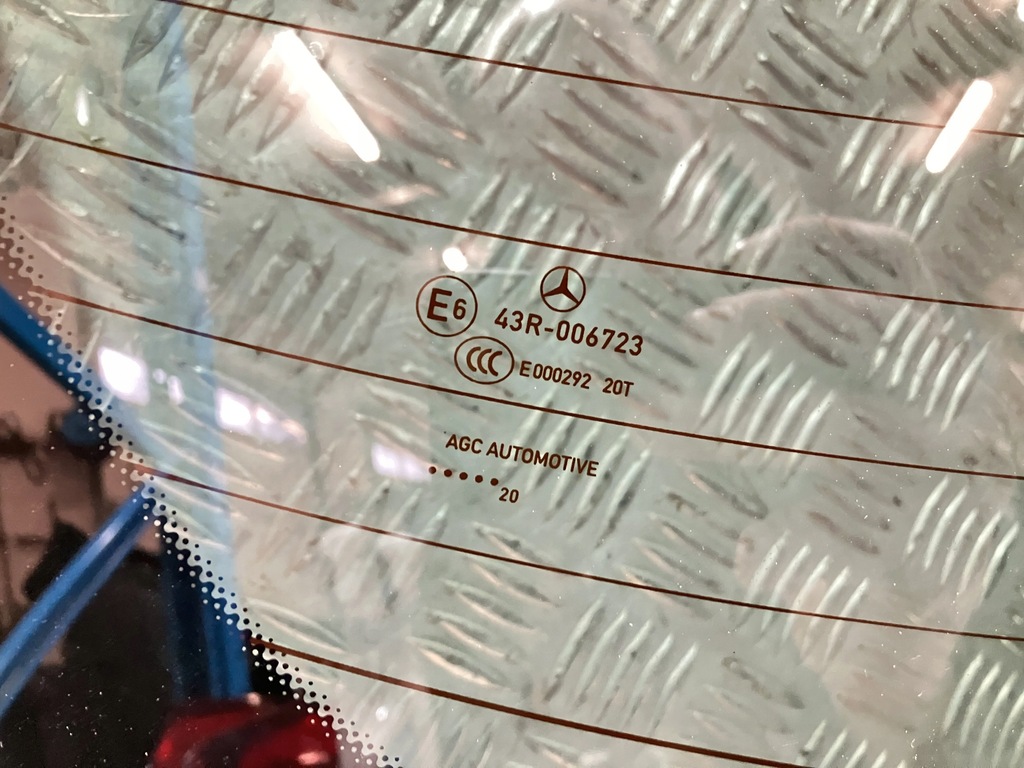 E6 43R-006723
CCC E000292 20T
AGC AUTOMOTIVE
.....20